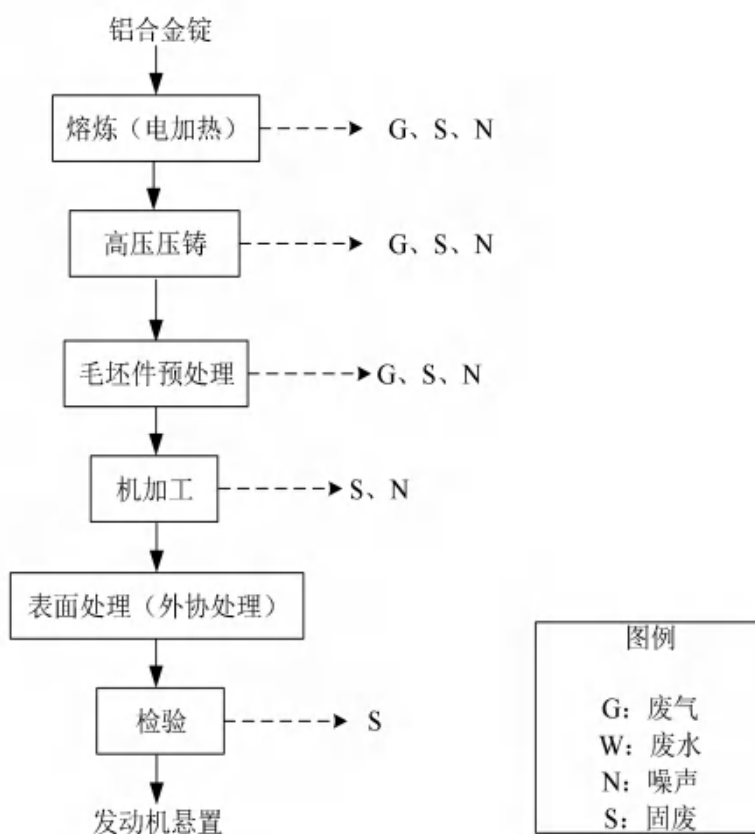 铝合金锭
熔炼（电加热）
G、S、N
高压压铸
G、S、N
毛坯件预处理
G、S、N
机加工
S、N
表面处理（外协处理）
检验
S
发动机悬置
图例
G：废气
W：废水
N：噪声
S：固废